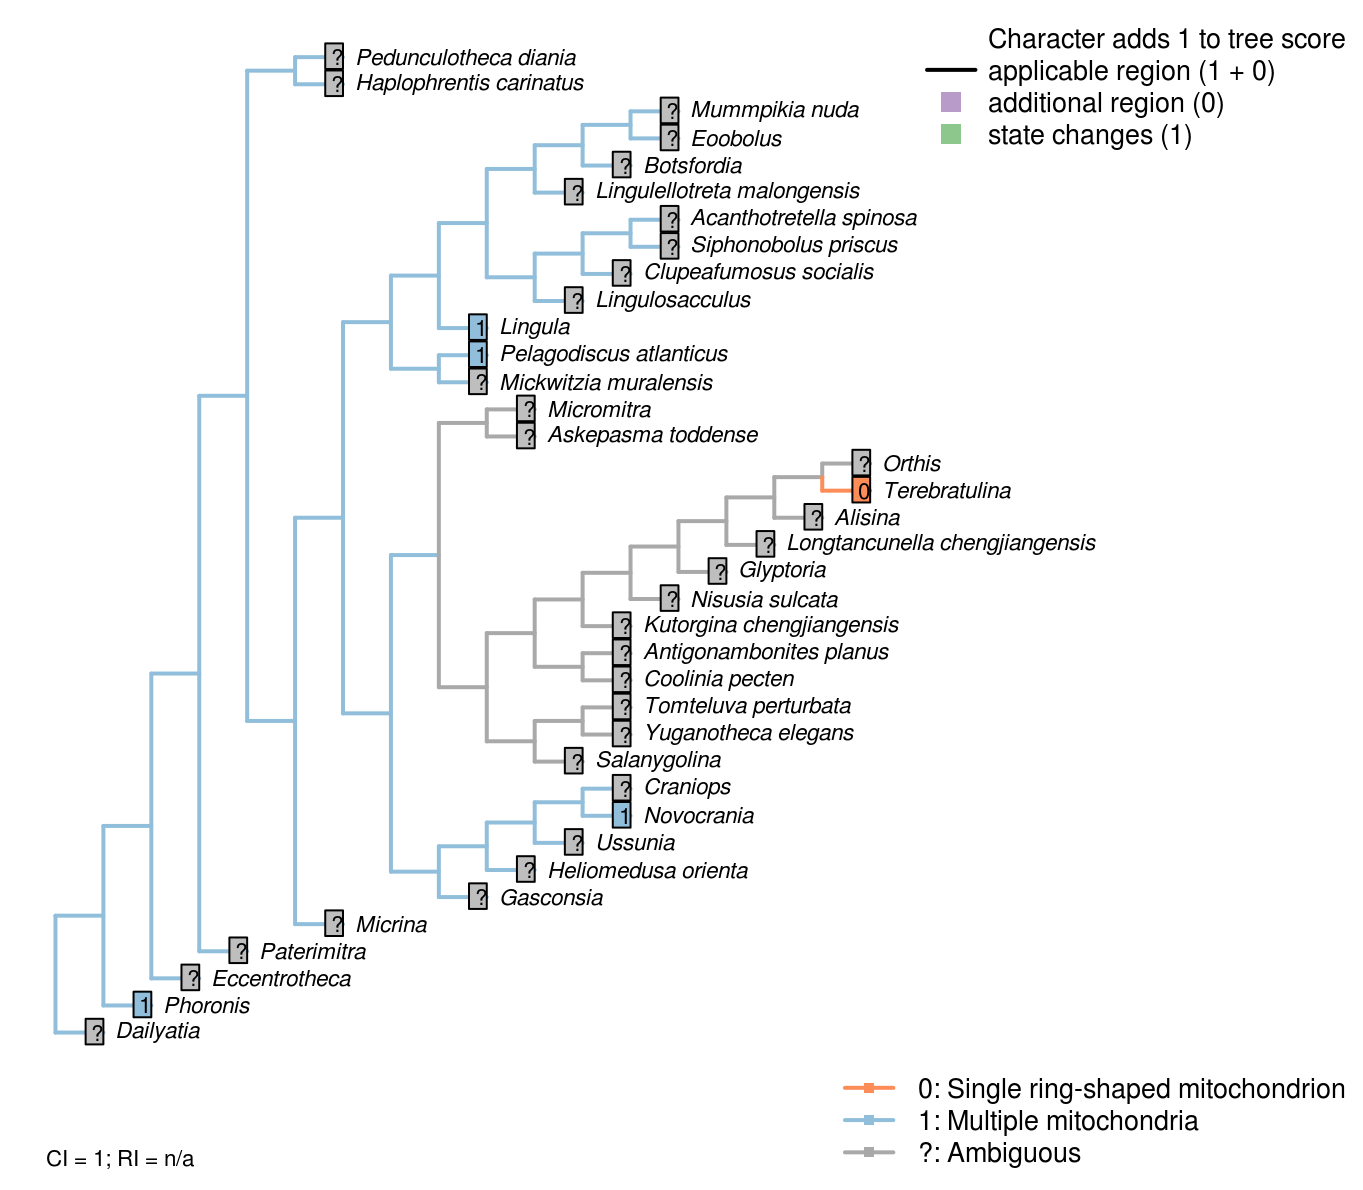 Character adds 1 to tree score
applicable region (1 + 0)
additional region (0)
state changes (1)
? Pedunculotheca diania
? Haplophrentis carinatus
? Mummpikia nuda
? Eoobolus
? Botsfordia
? Lingulellotreta malongensis
? Acanthotretella spinosa
? Siphonobolus priscus
? Clupeafumosus socialis
? Lingulosacculus
1 Lingula
1 Pelagodiscus atlanticus
? Mickwitzia muralensis
? Micromitra
? Askepasma toddense
? Orthis
0 Terebratulina
? Alisina
? Longtancunella chengjiangensis
? Glyptoria
? Nisusia sulcata
? Kutorgina chengjiangensis
? Antigonambonites planus
? Coolinia pecten
? Tomteluva perturbata
? Yuganotheca elegans
? Salanygolina
? Craniops
1 Novocrania
? Ussunia
? Heliomedusa orienta
? Gasconsia
? Micrina
? Paterimitra
? Eccentrotheca
1 Phoronis
? Dailyatia
0: Single ring-shaped mitochondrion
1: Multiple mitochondria
?: Ambiguous
CI = 1; RI = n/a